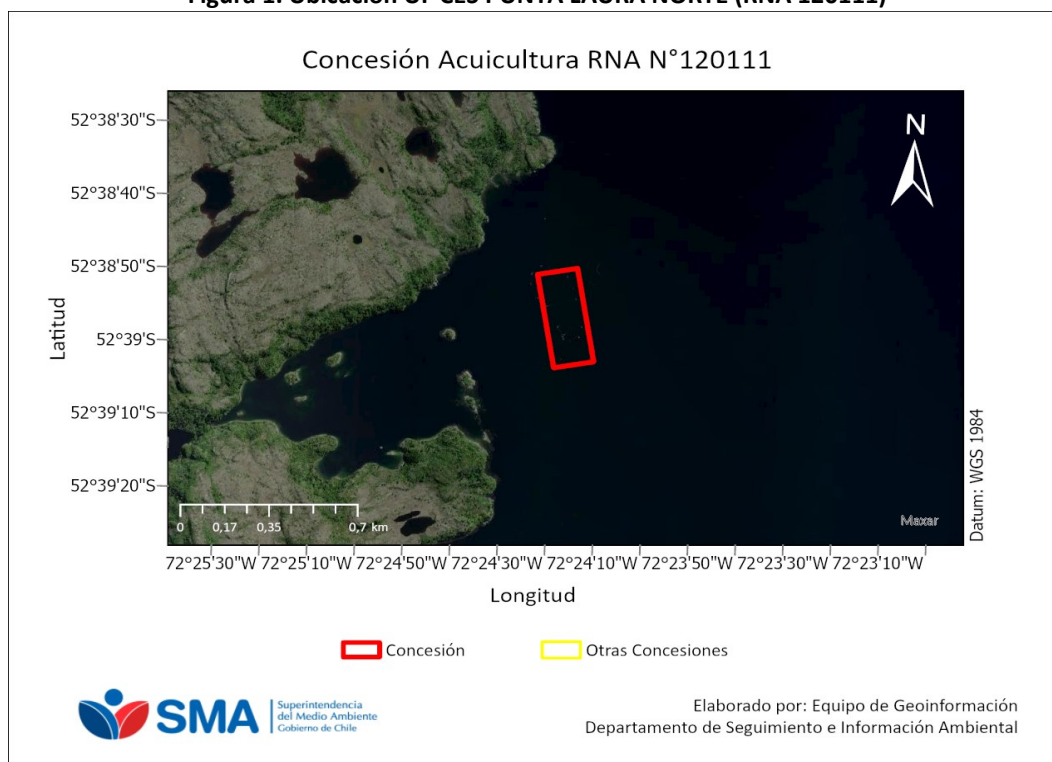 Figura 1. Ubicación UF CES PUNTA LAURA NORTE (RNA 120111)
Concesión Acuicultura RNA N°120111
52°38'30"S
52°38'40"S
52°38'50"S
52°39'S
52°39'10"S
52°39'20"S
Latitud
N
0 0,17 0,35 0,7 km
Maxar
Datum: WGS 1984
72°25'30"W 72°25'10"W 72°24'50"W 72°24'30"W 72°24'10"W 72°23'50"W 72°23'30"W 72°23'10"W
Longitud
Concesión
Otras Concesiones
SMA
Superintendencia
del Medio Ambiente
Gobierno de Chile
Elaborado por: Equipo de Geoinformación
Departamento de Seguimiento e Información Ambiental